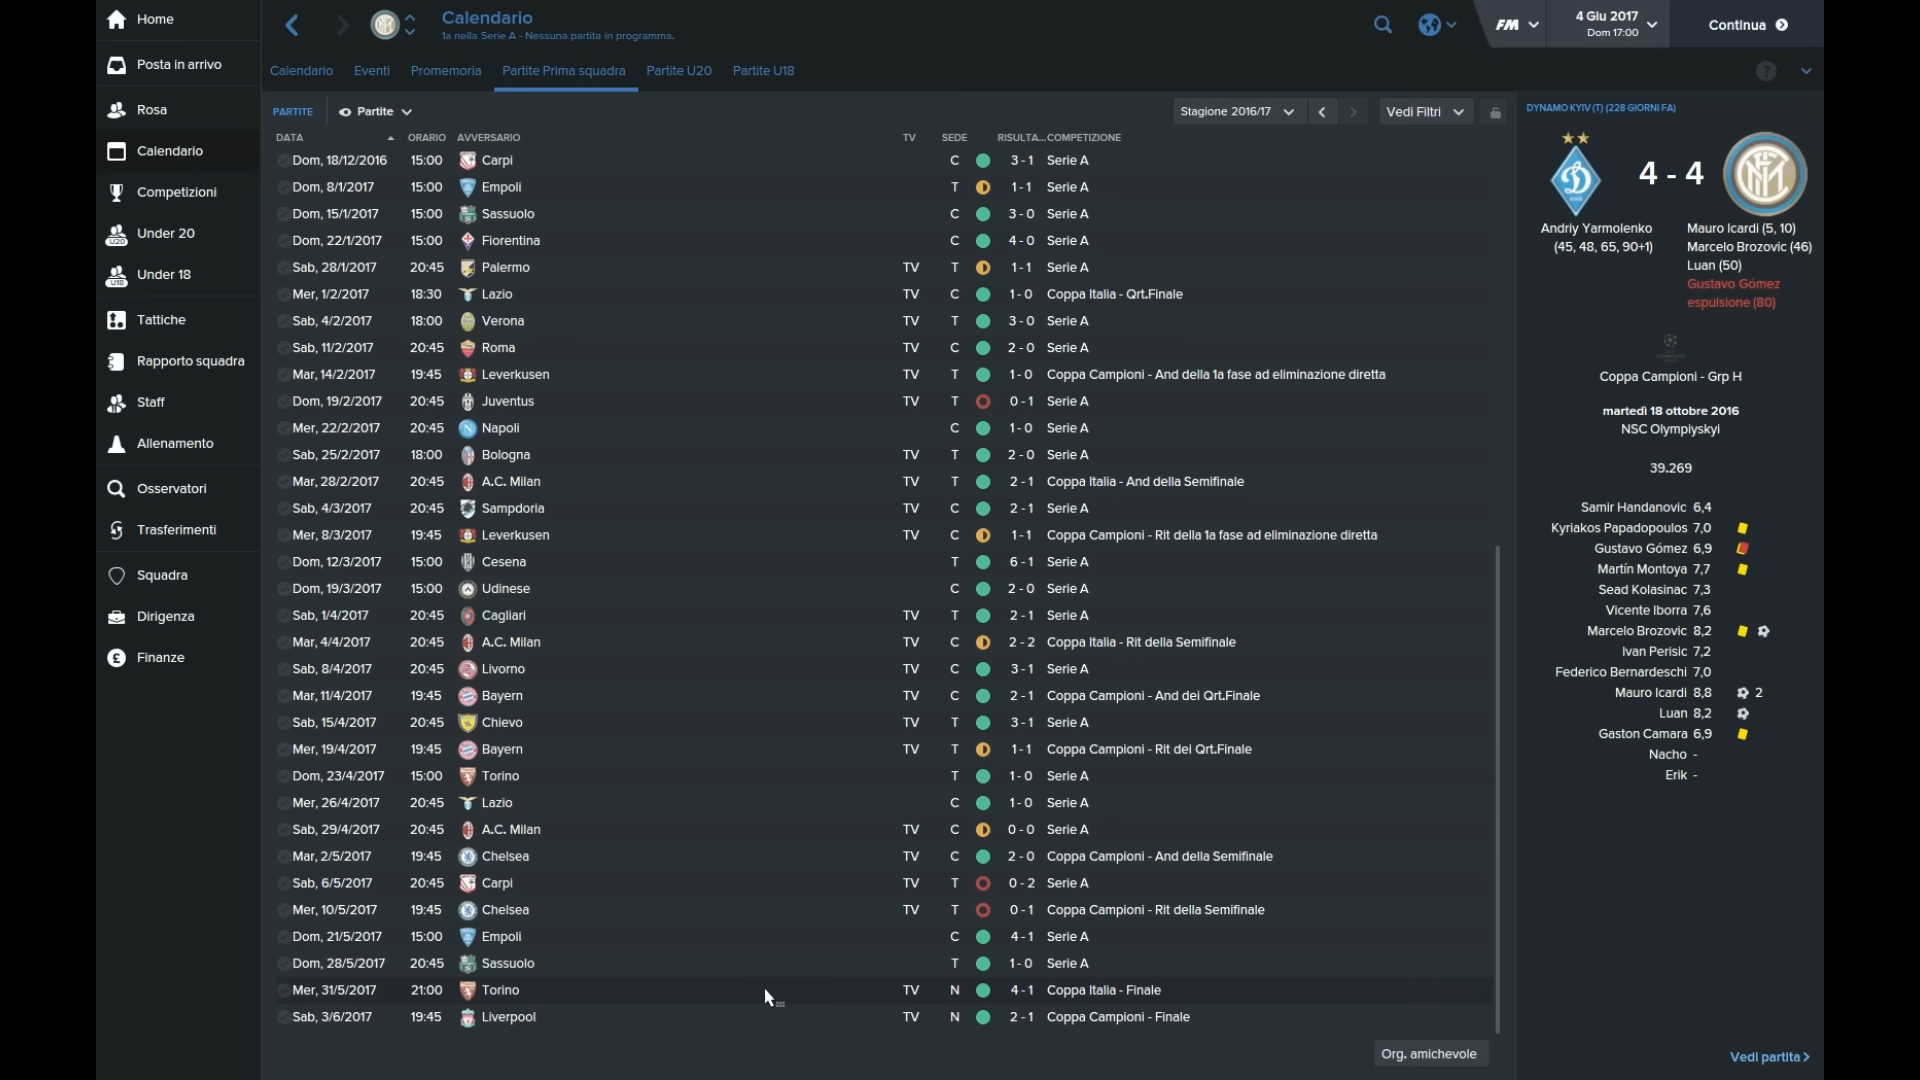 Home
Posta in arrivo
Rosa
Calendario
Competizioni
Under 20
Under 18
Tattiche
Rapporto squadra
Staff
Allenamento
Osservatori
Trasferimenti
Squadra
Dirigenza
Finanze
Calendario
1a nella Serie A - Nessuna partita in programma.
FM
4 Giu 2017
Dom 17:00
Continua
Calendario Eventi Promemoria Partite Prima squadra Partite U20 Partite U18
PARTITE Partite Stagione 2016/17 Vedi Filtri
DATA ORARIO AVVERSARIO TV SEDE RISULTA... COMPETIZIONE
Dom, 18/12/2016 15:00 Carpi C 3 - 1 Serie A
Dom, 8/1/2017 15:00 Empoli T 1 - 1 Serie A
Dom, 15/1/2017 15:00 Sassuolo C 3 - 0 Serie A
Dom, 22/1/2017 15:00 Fiorentina C 4 - 0 Serie A
Sab, 28/1/2017 20:45 Palermo TV T 1 - 1 Serie A
Mer, 1/2/2017 18:30 Lazio TV C 1 - 0 Coppa Italia - Qrt.Finale
Sab, 4/2/2017 18:00 Verona TV T 3 - 0 Serie A
Sab, 11/2/2017 20:45 Roma TV C 2 - 0 Serie A
Mar, 14/2/2017 19:45 Leverkusen TV T 1 - 0 Coppa Campioni - And della 1a fase ad eliminazione diretta
Dom, 19/2/2017 20:45 Juventus TV T 0 - 1 Serie A
Mer, 22/2/2017 20:45 Napoli C 1 - 0 Serie A
Sab, 25/2/2017 18:00 Bologna TV T 2 - 0 Serie A
Mar, 28/2/2017 20:45 A.C. Milan TV T 2 - 1 Coppa Italia - And della Semifinale
Sab, 4/3/2017 20:45 Sampdoria TV C 2 - 1 Serie A
Mer, 8/3/2017 19:45 Leverkusen TV C 1 - 1 Coppa Campioni - Rit della 1a fase ad eliminazione diretta
Dom, 12/3/2017 15:00 Cesena T 6 - 1 Serie A
Dom, 19/3/2017 15:00 Udinese C 2 - 0 Serie A
Sab, 1/4/2017 20:45 Cagliari TV T 2 - 1 Serie A
Mar, 4/4/2017 20:45 A.C. Milan TV C 2 - 2 Coppa Italia - Rit della Semifinale
Sab, 8/4/2017 20:45 Livorno TV C 3 - 1 Serie A
Mar, 11/4/2017 19:45 Bayern TV C 2 - 1 Coppa Campioni - And dei Qrt.Finale
Sab, 15/4/2017 20:45 Chievo TV T 3 - 1 Serie A
Mer, 19/4/2017 19:45 Bayern TV T 1 - 1 Coppa Campioni - Rit dei Qrt.Finale
Dom, 23/4/2017 15:00 Torino T 1 - 0 Serie A
Mer, 26/4/2017 20:45 Lazio C 1 - 0 Serie A
Sab, 29/4/2017 20:45 A.C. Milan TV C 0 - 0 Serie A
Mar, 2/5/2017 19:45 Chelsea TV C 2 - 0 Coppa Campioni - And della Semifinale
Sab, 6/5/2017 20:45 Carpi TV T 0 - 2 Serie A
Mer, 10/5/2017 19:45 Chelsea TV T 0 - 1 Coppa Campioni - Rit della Semifinale
Dom, 21/5/2017 15:00 Empoli C 4 - 1 Serie A
Dom, 28/5/2017 20:45 Sassuolo T 1 - 0 Serie A
Mer, 31/5/2017 21:00 Torino TV N 4 - 1 Coppa Italia - Finale
Sab, 3/6/2017 19:45 Liverpool TV N 2 - 1 Coppa Campioni - Finale
Org. amichevole
DYNAMO KYIV (T) (228 GIORNI FA)
4 - 4
Andriy Yarmolenko
(45, 48, 65, 90+1)
Mauro Icardi (5, 10)
Marcelo Brozovic (46)
Luan (50)
Gustavo Gómez
espulsione (80)
Coppa Campioni - Grp H
martedì 18 ottobre 2016
NSC Olympiyskyi
39.269
Samir Handanovic 6,4
Kyriakos Papadopoulos 7,0
Gustavo Gómez 6,9
Martín Montoya 7,7
Sead Kolasinac 7,3
Vicente Iborra 7,6
Marcelo Brozovic 8,2
Ivan Perisic 7,2
Federico Bernardeschi 7,0
Mauro Icardi 8,8 2
Luan 8,2
Gaston Camara 6,9
Nacho -
Erik -
Vedi partita